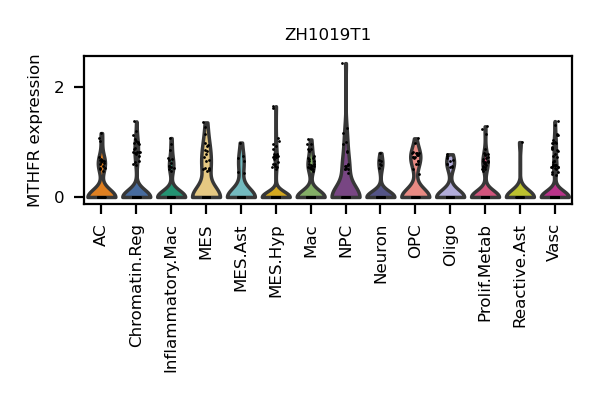 ZH1019T1
MTHFR expression
2
0
AC
Chromatin.Reg
Inflammatory.Mac
MES
MES.Ast
MES.Hyp
Mac
NPC
Neuron
OPC
Oligo
Prolif.Metab
Reactive.Ast
Vasc